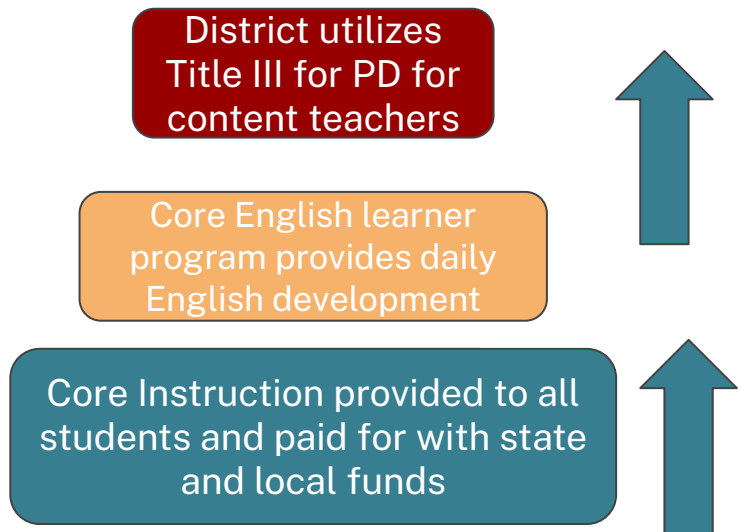 District utilizes
Title III for PD for
content teachers
Core English learner
program provides daily
English development
Core Instruction provided to all
students and paid for with state
and local funds